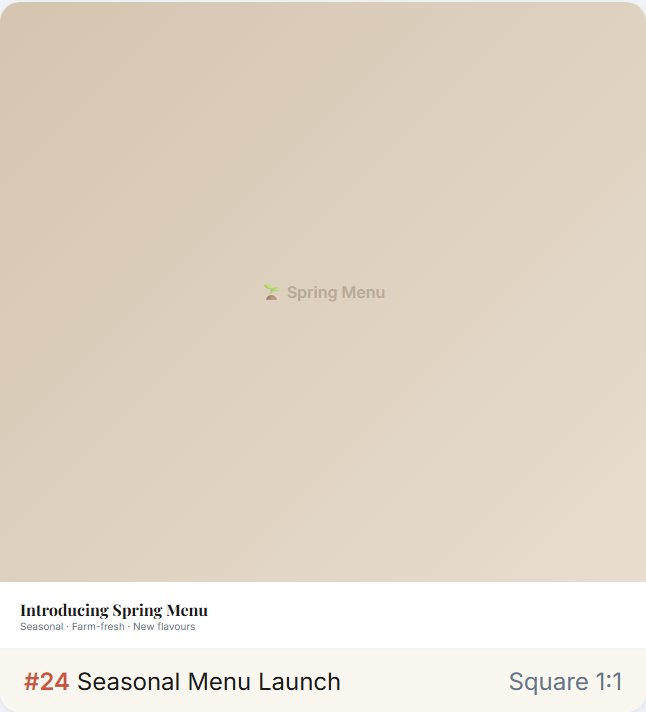 🌱 Spring Menu
Introducing Spring Menu
Seasonal · Farm-fresh · New flavours
#24 Seasonal Menu Launch Square 1:1